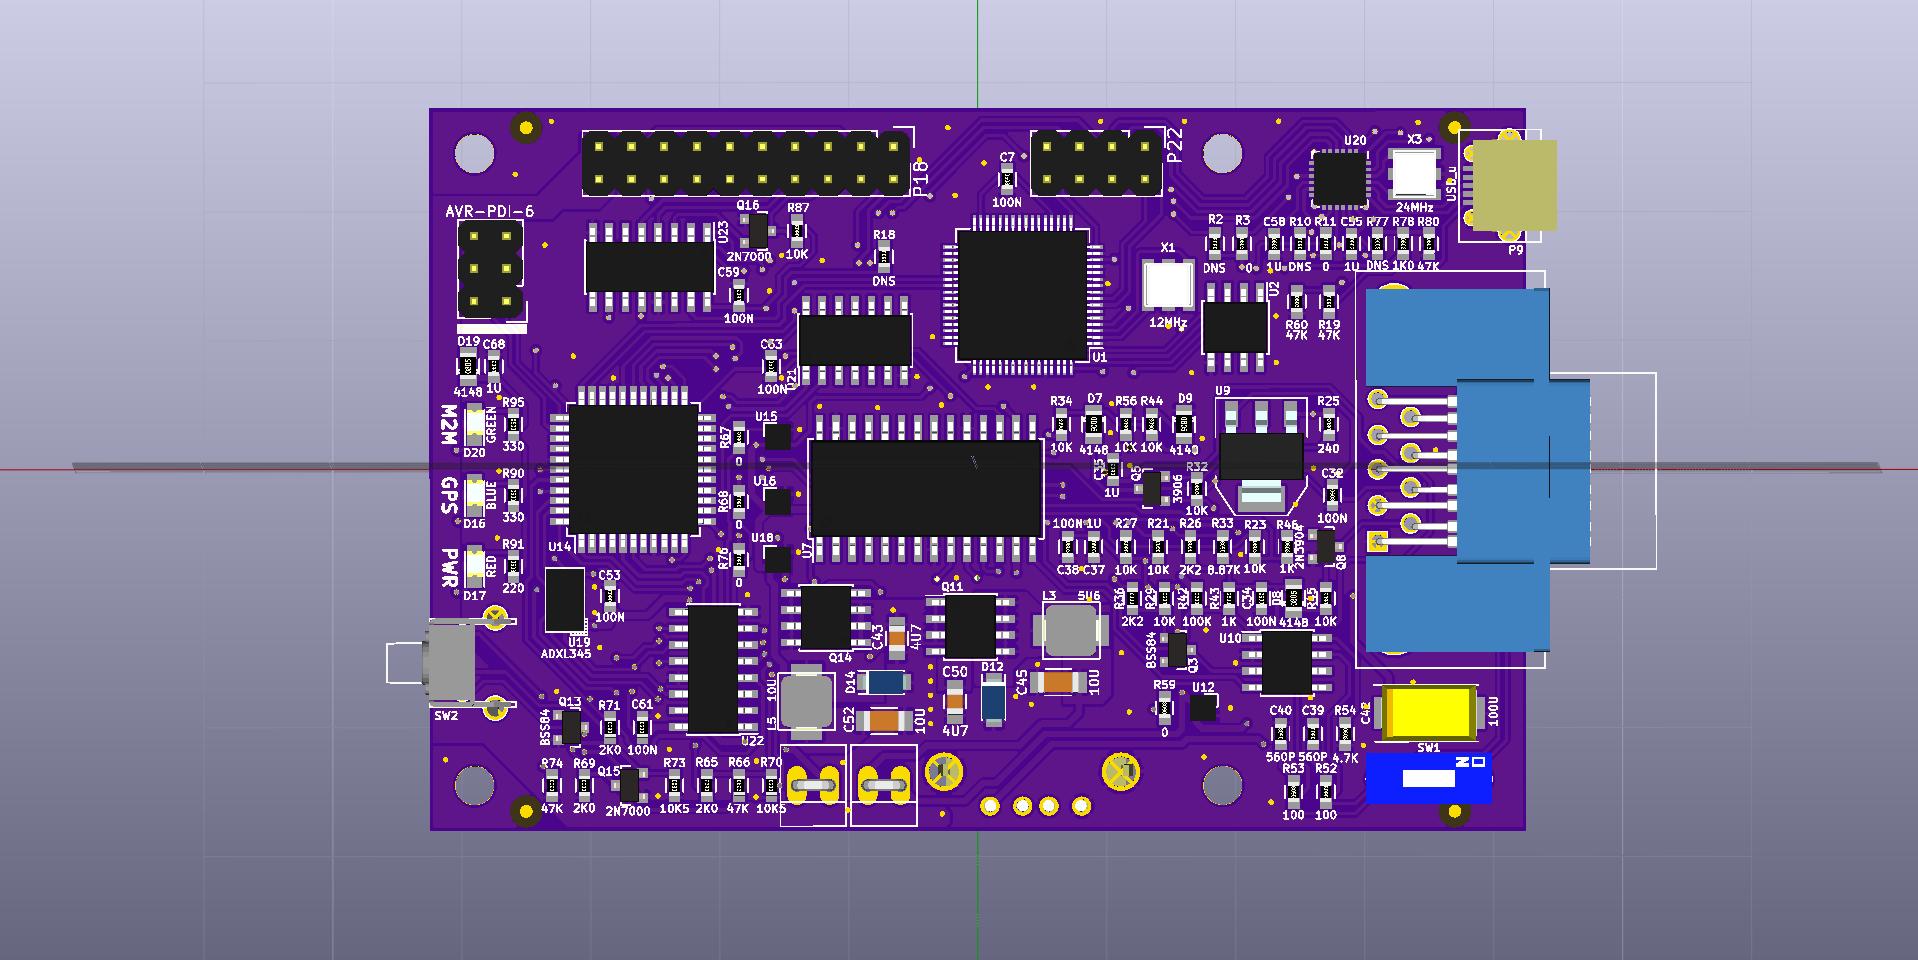 P18
P22
C7
100N
U20
X3
24MHz
USB_u
P9
AVR-PDI-6
Q16
R87
U23
2N7000
10K
C59
100N
R18
DNS
X1
12MHz
R2
R3
C58
R10
R11
C55
R77
R78
R80
DNS
0
1U
DNS
0
1U
DNS
1K0
47K
U2
R60
R19
47K
47K
U1
C63
100N
U21
D19
C68
4148
1U
R95
M2M
GREEN
330
D20
R90
GPS
BLUE
330
D16
R91
PWR
RED
220
D17
U14
U15
R67
0
U16
R68
0
U18
R76
0
U7
R34
D7
R56
R44
D9
10K
4148
10K
10K
4148
U9
R25
240
C35
1U
Q5
3906
R32
10K
C32
100N
100N
1U
R27
R21
R26
R33
R23
R46
2N3904
Q8
C38
C37
10K
10K
2K2
8.87K
10K
1K
R36
R29
R42
R43
C34
D8
2K2
10K
100K
1K
100N
4148
10K
C53
100N
U19
ADXL345
Q14
C43
4U7
Q11
L3
5U6
BSS84
Q3
U10
SW2
Q13
BSS84
R71
2K0
C61
100N
U22
10U
L5
D14
C52
10U
C50
4U7
D12
C45
10U
R59
0
U12
C40
C39
R54
560P
560P
4.7K
C42
100U
SW1
ON
R53
R52
100
100
R74
R69
Q15
R73
R65
R66
R70
47K
2K0
2N7000
10K5
2K0
47K
10K5